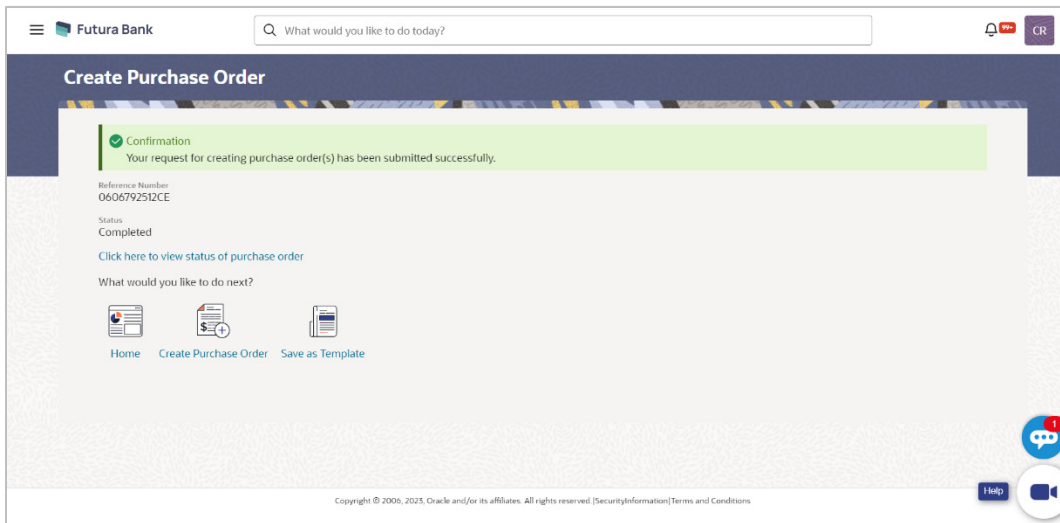 Futura Bank
What would you like to do today?
99+
CR
Create Purchase Order
Confirmation
Your request for creating purchase order(s) has been submitted successfully.
Reference Number
0606792512CE
Status
Completed
Click here to view status of purchase order
What would you like to do next?
$
Home Create Purchase Order Save as Template
1
Help
Copyright © 2006, 2023, Oracle and/or its affiliates. All rights reserved.|SecurityInformation|Terms and Conditions